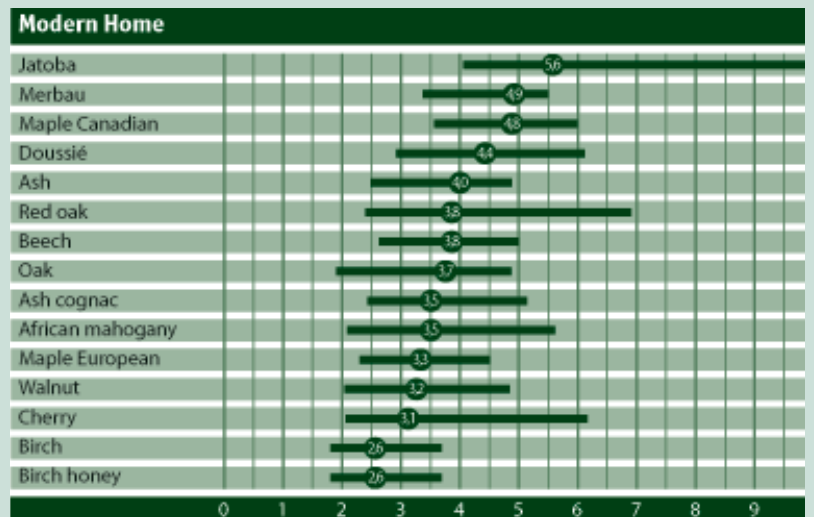 Modern Home
Jatoba 5,6
Merbau 4,9
Maple Canadian 4,8
Doussié 4,4
Ash 4,0
Red oak 3,8
Beech 3,8
Oak 3,7
Ash cognac 3,5
African mahogany 3,5
Maple European 3,3
Walnut 3,2
Cherry 3,1
Birch 2,6
Birch honey 2,6
0 1 2 3 4 5 6 7 8 9